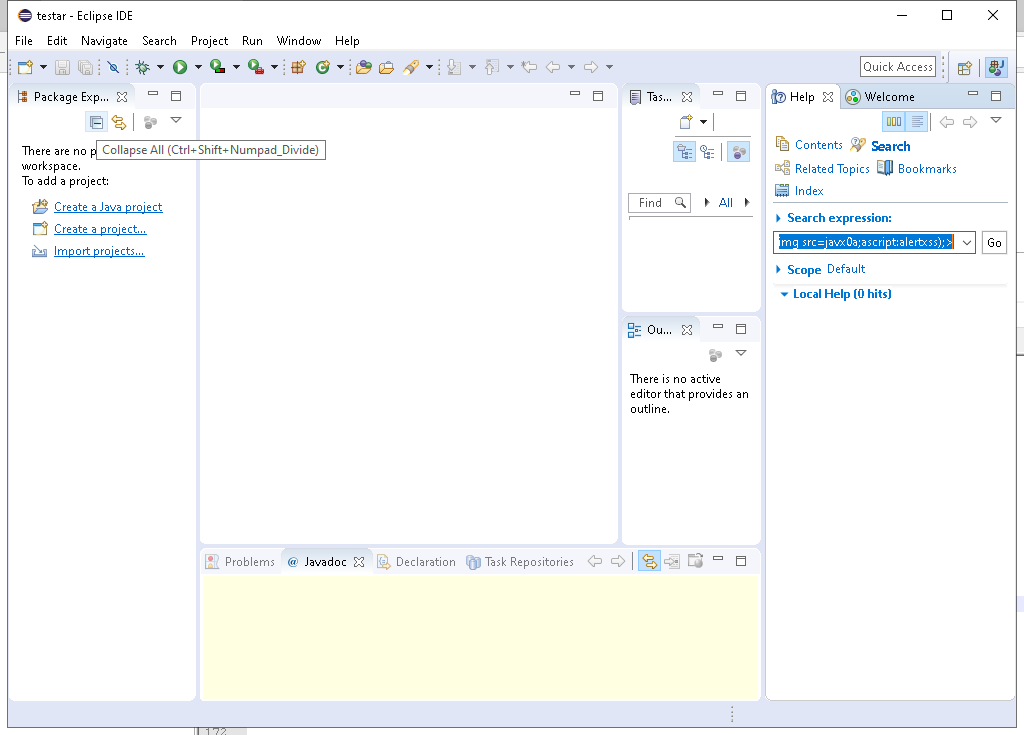 testar - Eclipse IDE
File Edit Navigate Search Project Run Window Help
Quick Access
Package Exp...
There are no p
workspace.
To add a project:
Create a Java project
Create a project...
Import projects...
Collapse All (Ctrl+Shift+Numpad_Divide)
Tas...
Find
All
Ou...
There is no active
editor that provides an
outline.
Help
Welcome
Contents Search
Related Topics Bookmarks
Index
Search expression:
img src=javx0a;ascript:alertxss);>
Go
Scope Default
Local Help (0 hits)
Problems @ Javadoc Declaration Task Repositories
172